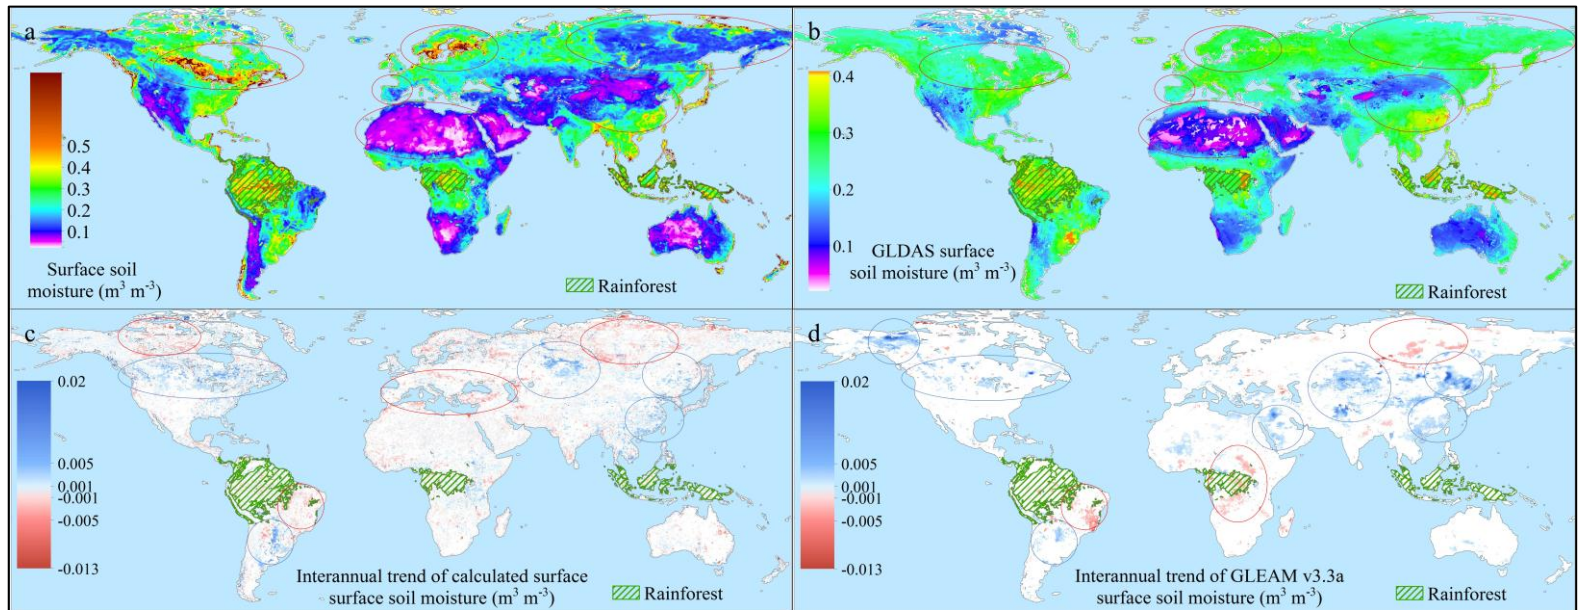 a
0.5
0.4
0.3
0.2
0.1
Surface soil
moisture (m³ m⁻³)
Rainforest
b
0.4
0.3
0.2
0.1
GLDAS surface
soil moisture (m³ m⁻³)
Rainforest
c
0.02
0.005
0.001
-0.001
-0.005
-0.013
Interannual trend of calculated surface
surface soil moisture (m³ m⁻³)
Rainforest
d
0.02
0.005
0.001
-0.001
-0.005
-0.013
Interannual trend of GLEAM v3.3a
surface soil moisture (m³ m⁻³)
Rainforest